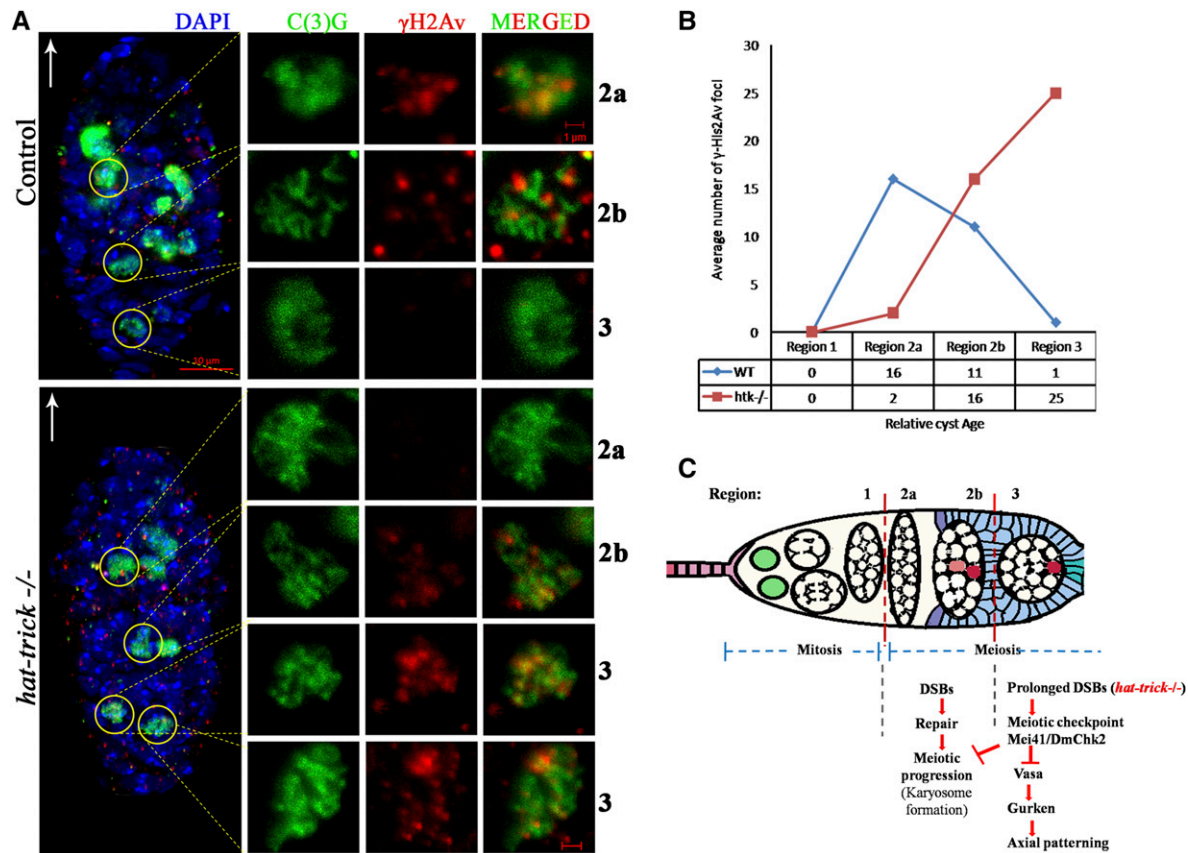 A
DAPI
C(3)G
γH2Av
MERGED
Control
2a
1 µm
2b
3
10 µm
hat-trick -/-
2a
2b
3
3
B
Average number of γ-His2Av foci
30
25
20
15
10
5
0
Region 1 Region 2a Region 2b Region 3
WT 0 16 11 1
htk-/- 0 2 16 25
Relative cyst Age
C
Region: 1 2a 2b 3
Mitosis Meiosis
DSBs
Repair
Meiotic
progression
(Karyosome
formation)
Prolonged DSBs (hat-trick-/-)
Meiotic checkpoint
Mei41/DmChk2
Vasa
Gurken
Axial patterning